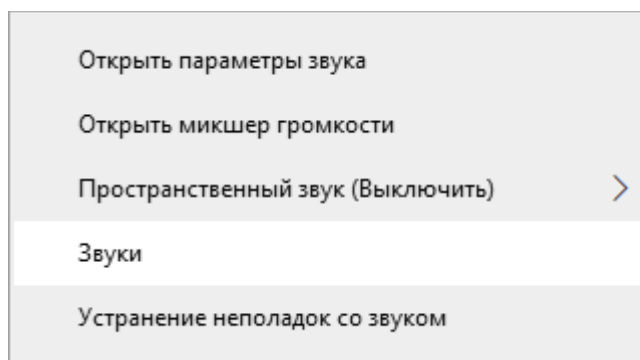 Открыть параметры звука
Открыть микшер громкости
Пространственный звук (Выключить)
Звуки
Устранение неполадок со звуком